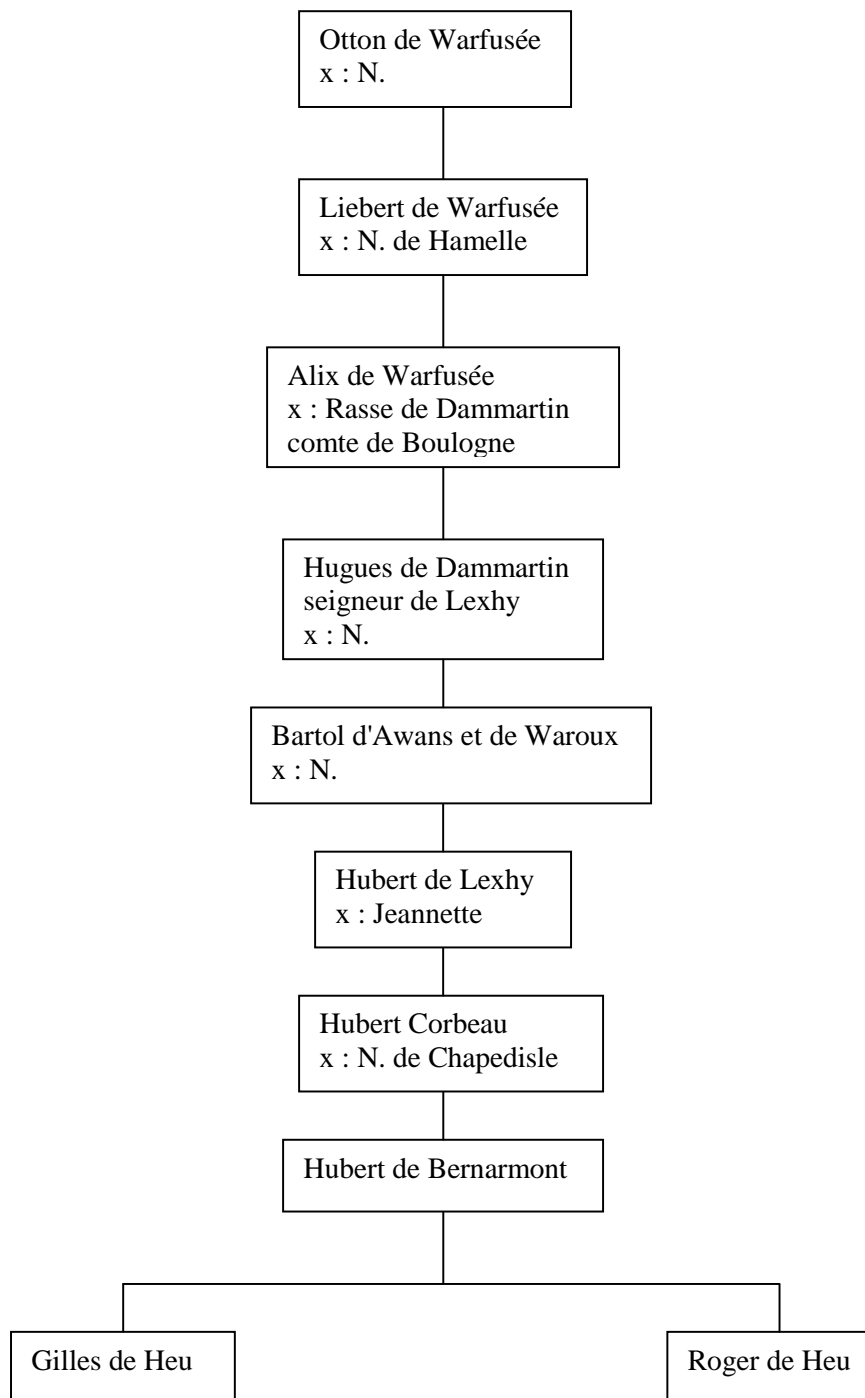 Otton de Warfusée
x : N.
Liebert de Warfusée
x : N. de Hamelle
Alix de Warfusée
x : Rasse de Dammartin
comte de Boulogne
Hugues de Dammartin
seigneur de Lexhy
x : N.
Bartol d'Awans et de Waroux
x : N.
Hubert de Lexhy
x : Jeannette
Hubert Corbeau
x : N. de Chapedisle
Hubert de Bernarmont
Gilles de Heu
Roger de Heu